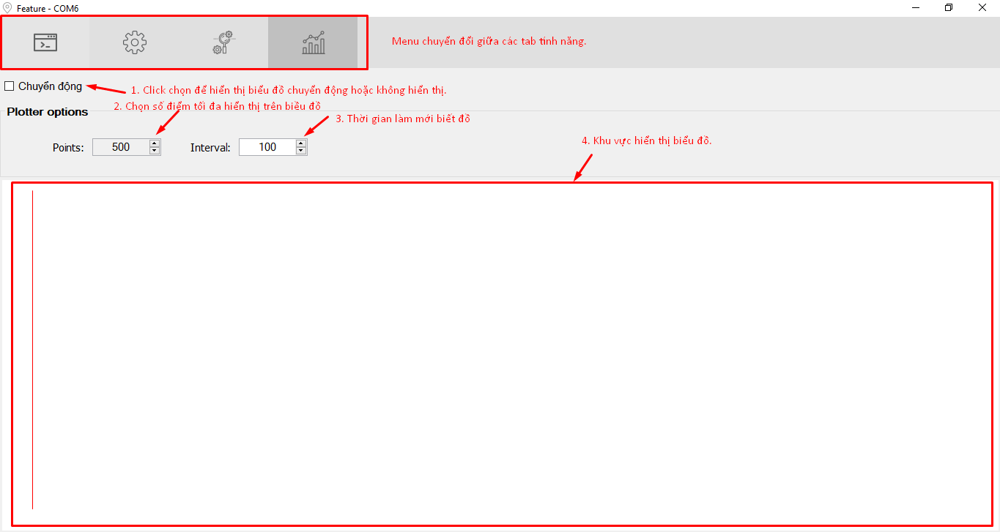 Feature - COM6
Menu chuyển đổi giữa các tab tính năng.
Chuyển động
1. Click chọn để hiển thị biểu đồ chuyển động hoặc không hiển thị.
2. Chọn số điểm tối đa hiển thị trên biều đồ
Plotter options
3. Thời gian làm mới biết đồ
4. Khu vực hiển thị biểu đồ.
Points: 500 Interval: 100